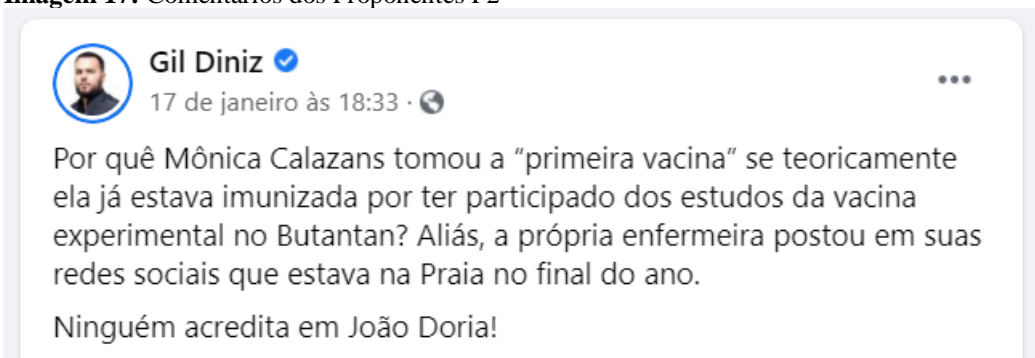 Imagem 17: Comentários dos Proponentes P2
Gil Diniz
17 de janeiro às 18:33 ·
Por quê Mônica Calazans tomou a “primeira vacina” se teoricamente
ela já estava imunizada por ter participado dos estudos da vacina
experimental no Butantan? Aliás, a própria enfermeira postou em suas
redes sociais que estava na Praia no final do ano.
Ninguém acredita em João Doria!